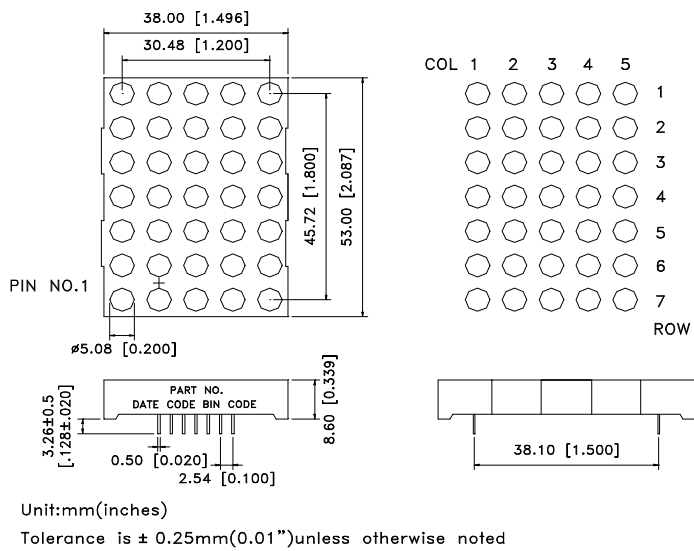 38.00 [1.496]
30.48 [1.200]
COL 1 2 3 4 5
1
2
3
4
5
6
7
ROW
45.72 [1.800]
53.00 [2.087]
PIN NO.1
ø5.08 [0.200]
PART NO.
DATE CODE BIN CODE
3.26±0.5
[.128±.020]
8.60 [0.339]
0.50 [0.020]
2.54 [0.100]
38.10 [1.500]
Unit:mm(inches)
Tolerance is ± 0.25mm(0.01")unless otherwise noted